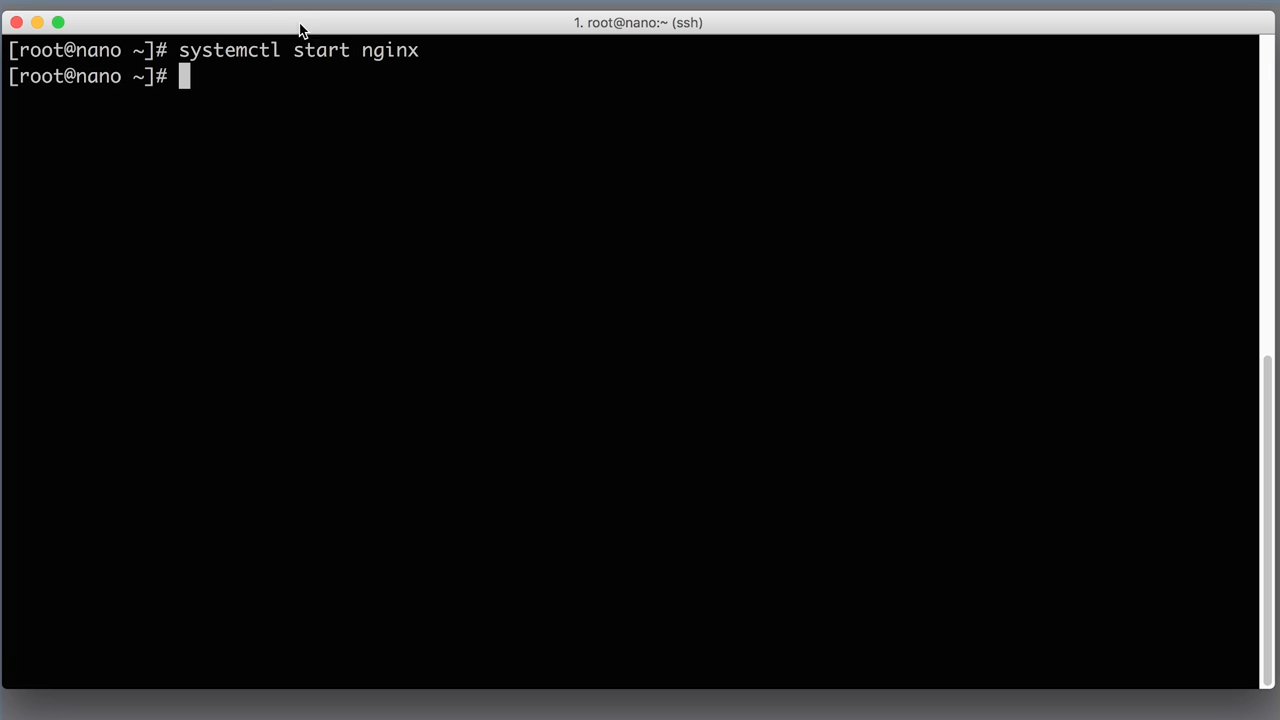 1. root@nano:~ (ssh)
[root@nano ~]# systemctl start nginx
[root@nano ~]#